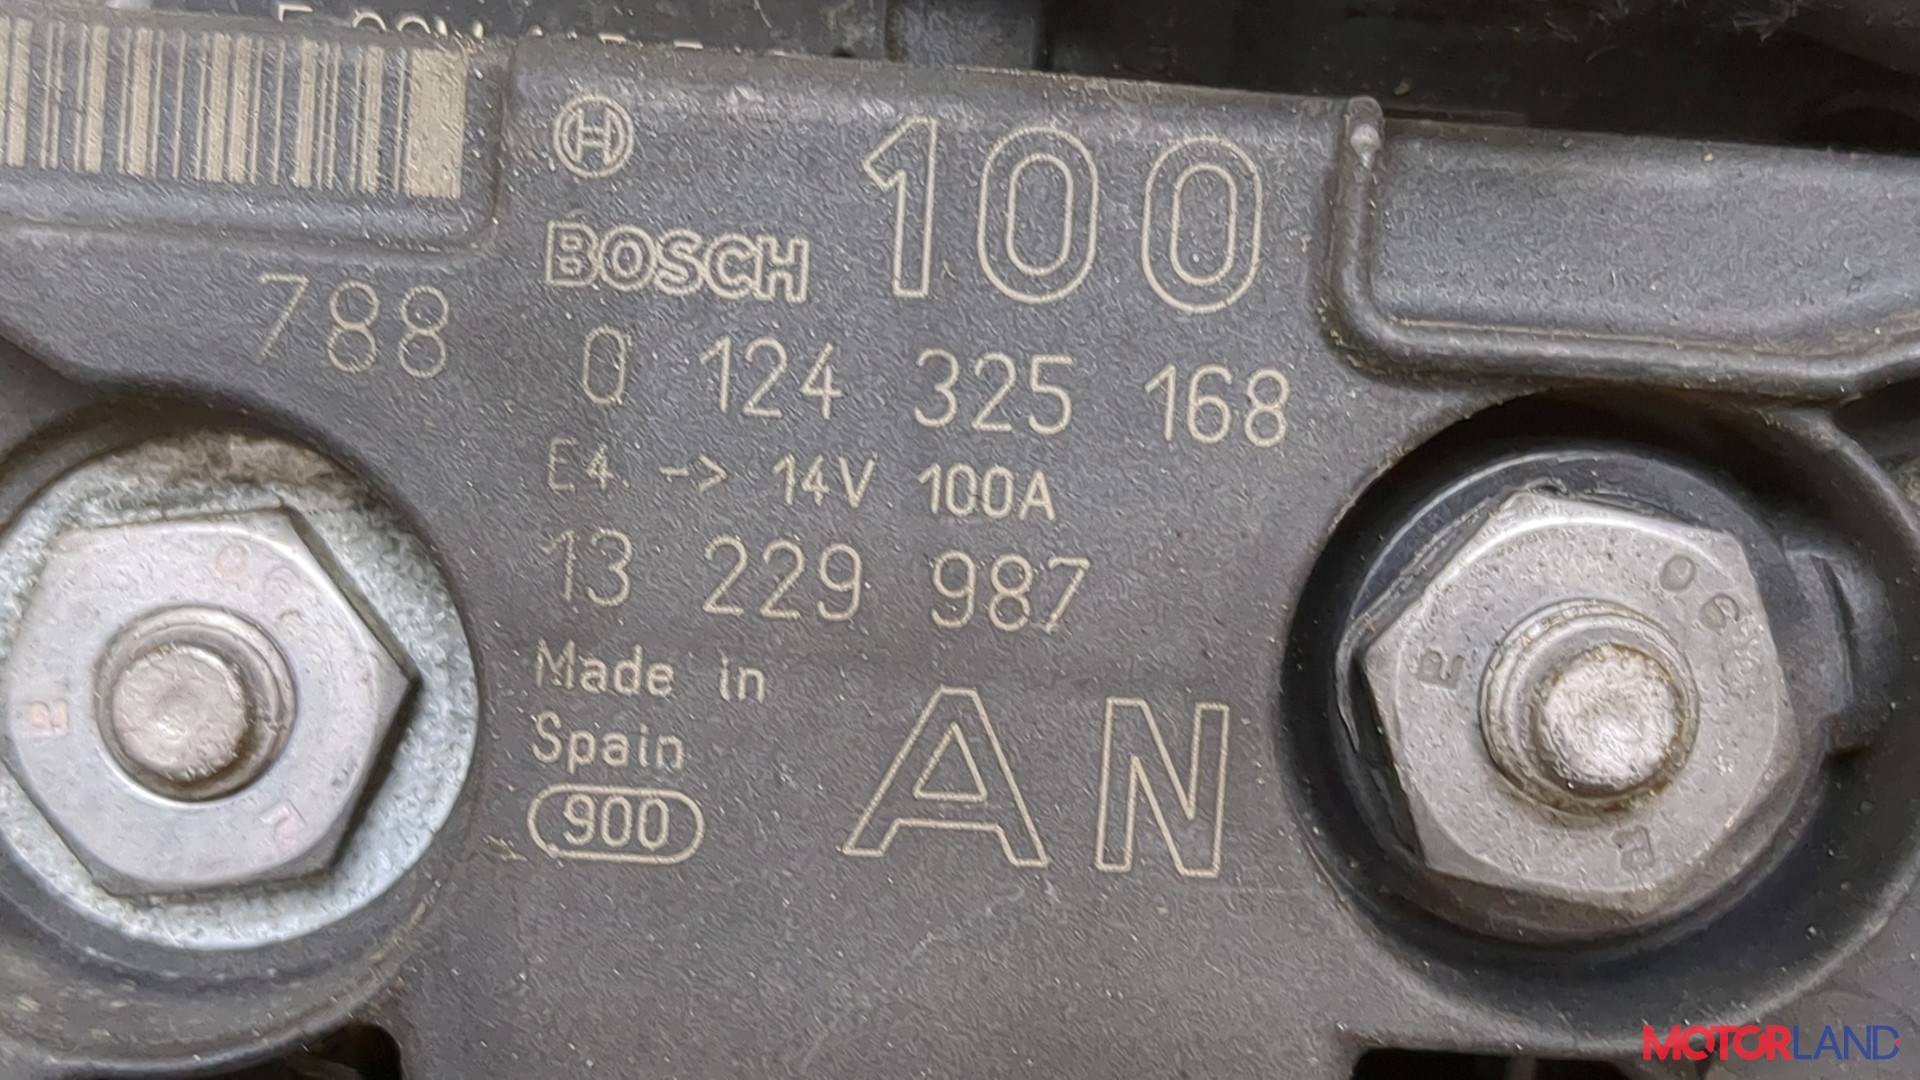 100
BOSCH
788
0 124 325 168
E4 -> 14V 100A
13 229 987
Made in
Spain
900
AN
MOTORLAND